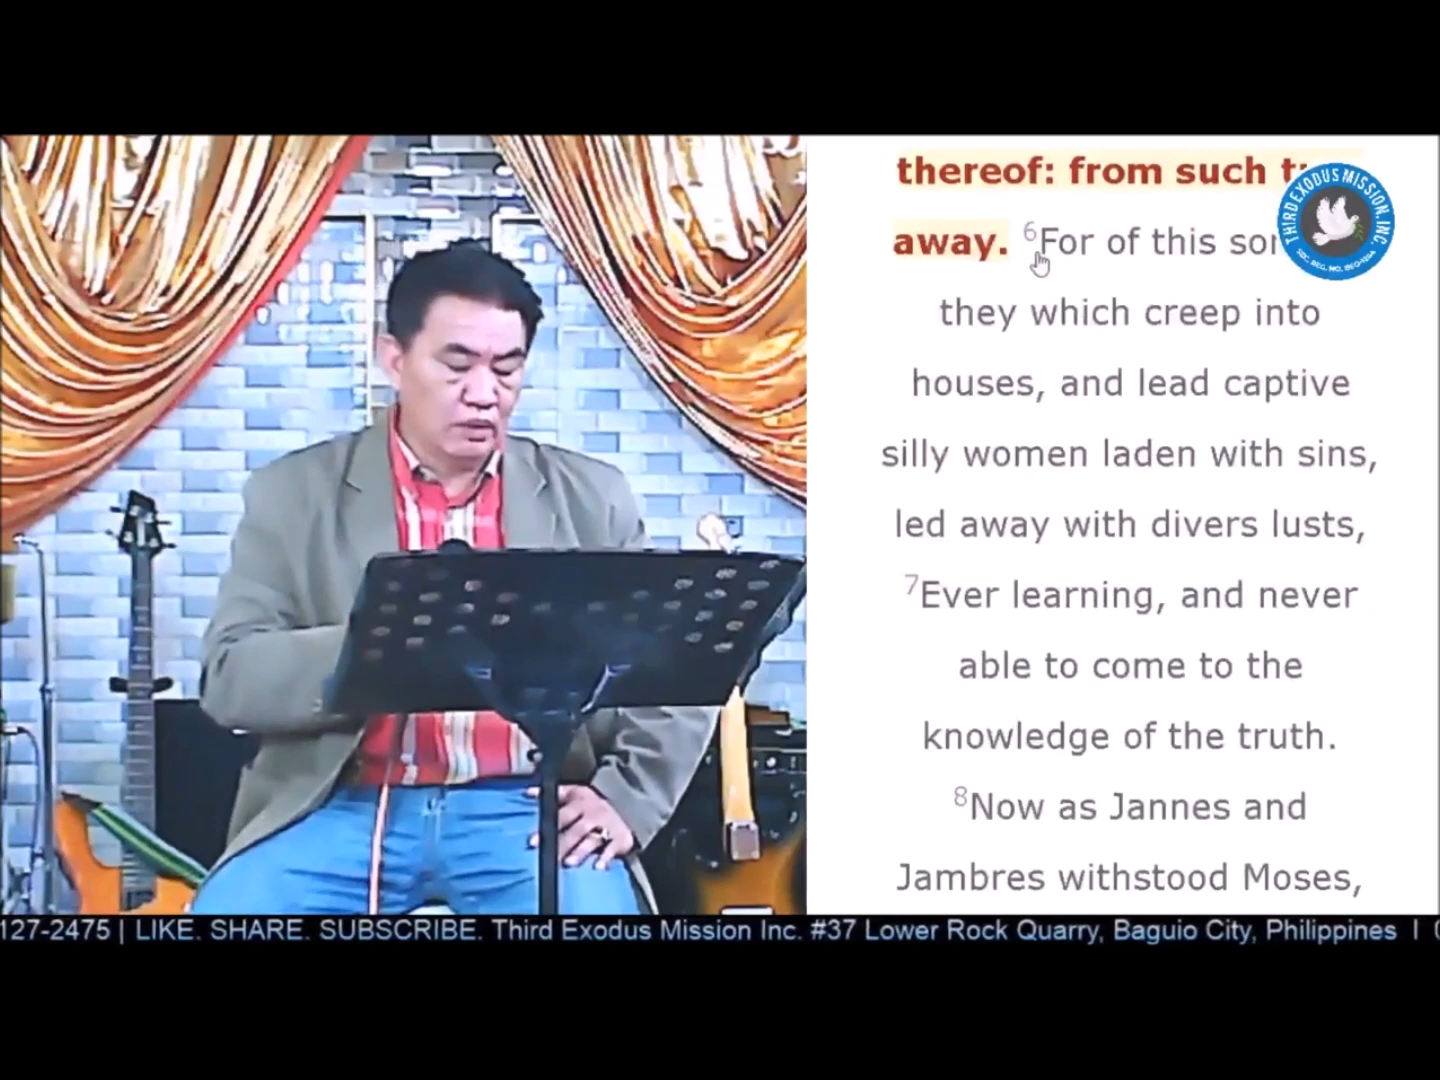 thereof: from such
away. 6For of this
they which creep into
houses, and lead captive
silly women laden with sins,
led away with divers lusts,
7Ever learning, and never
able to come to the
knowledge of the truth.
8Now as Jannes and
Jambres withstood Moses,
THIRD EXODUS MISSION, INC.
127-2475 | LIKE. SHARE. SUBSCRIBE. Third Exodus Mission Inc. #37 Lower Rock Quarry, Baguio City, Philippines |